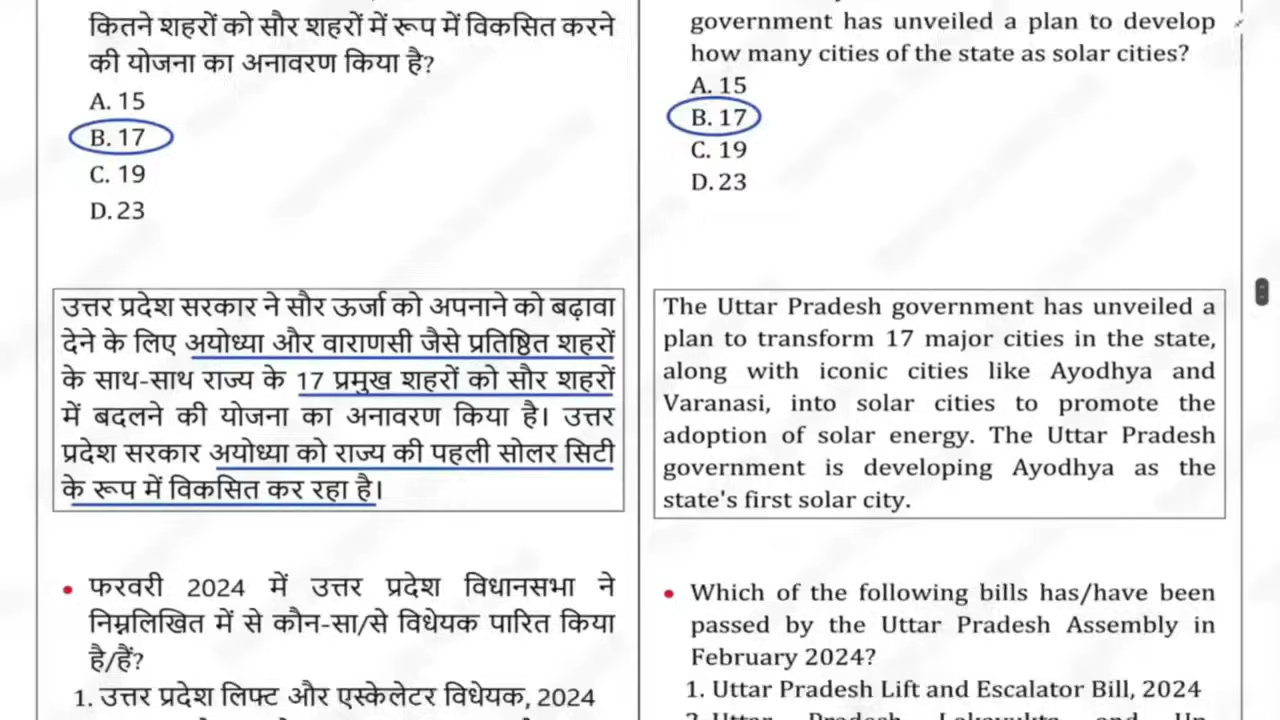 कितने शहरों को सौर शहरों में रूप में विकसित करने
की योजना का अनावरण किया है?
A. 15
B. 17
C. 19
D. 23
उत्तर प्रदेश सरकार ने सौर ऊर्जा को अपनाने को बढ़ावा
देने के लिए अयोध्या और वाराणसी जैसे प्रतिष्ठित शहरों
के साथ-साथ राज्य के 17 प्रमुख शहरों को सौर शहरों
में बदलने की योजना का अनावरण किया है। उत्तर
प्रदेश सरकार अयोध्या को राज्य की पहली सोलर सिटी
के रूप में विकसित कर रहा है।
• फरवरी 2024 में उत्तर प्रदेश विधानसभा ने
निम्नलिखित में से कौन-सा/से विधेयक पारित किया
है/हैं?
1. उत्तर प्रदेश लिफ्ट और एस्केलेटर विधेयक, 2024
government has unveiled a plan to develop
how many cities of the state as solar cities?
A. 15
B. 17
C. 19
D. 23
The Uttar Pradesh government has unveiled a
plan to transform 17 major cities in the state,
along with iconic cities like Ayodhya and
Varanasi, into solar cities to promote the
adoption of solar energy. The Uttar Pradesh
government is developing Ayodhya as the
state's first solar city.
• Which of the following bills has/have been
passed by the Uttar Pradesh Assembly in
February 2024?
1. Uttar Pradesh Lift and Escalator Bill, 2024